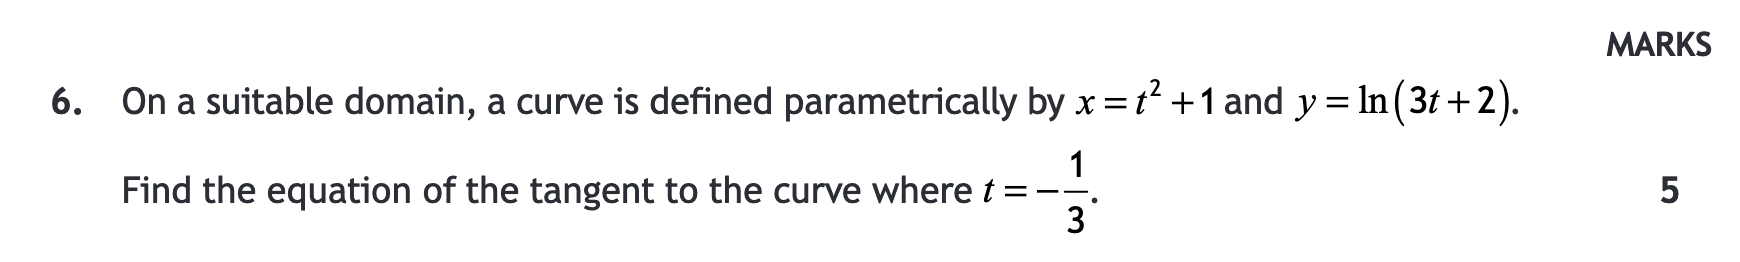 MARKS
6. On a suitable domain, a curve is defined parametrically by x = t² + 1 and y = ln(3t + 2).
Find the equation of the tangent to the curve where t = −1/3. 5